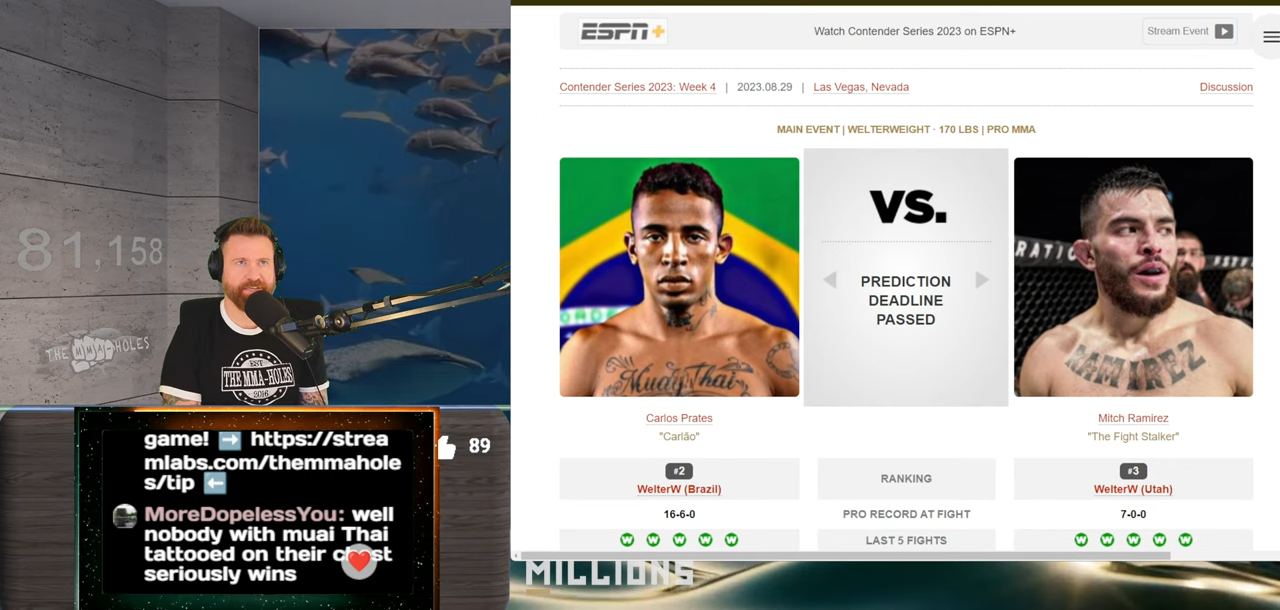 81,158
THE MMA HOLES
EST
THE MMA-HOLES
2016
game! ➡️ https://strea
mlabs.com/themmahole
s/tip ⬅️
MoreDopelessYou: well
nobody with muai Thai
tattooed on their chest
seriously wins
89
ESPN+
Watch Contender Series 2023 on ESPN+
Stream Event
Contender Series 2023: Week 4 | 2023.08.29 | Las Vegas, Nevada
Discussion
MAIN EVENT | WELTERWEIGHT · 170 LBS | PRO MMA
Muay Thai
VS.
PREDICTION
DEADLINE
PASSED
RAMIREZ
Carlos Prates
"Carlão"
Mitch Ramirez
"The Fight Stalker"
#2
WelterW (Brazil)
RANKING
#3
WelterW (Utah)
16-6-0
PRO RECORD AT FIGHT
7-0-0
W W W W W
LAST 5 FIGHTS
W W W W W
MILLIONS